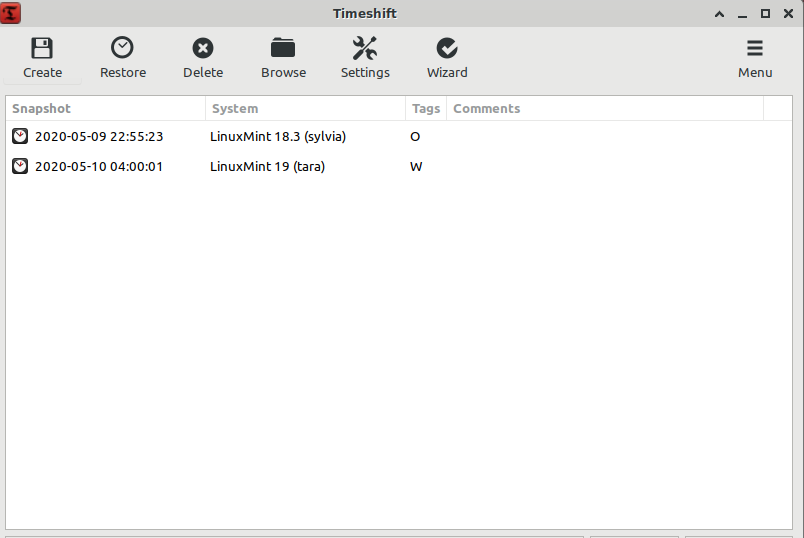 Timeshift
Create Restore Delete Browse Settings Wizard Menu
Snapshot System Tags Comments
2020-05-09 22:55:23 LinuxMint 18.3 (sylvia) O
2020-05-10 04:00:01 LinuxMint 19 (tara) W